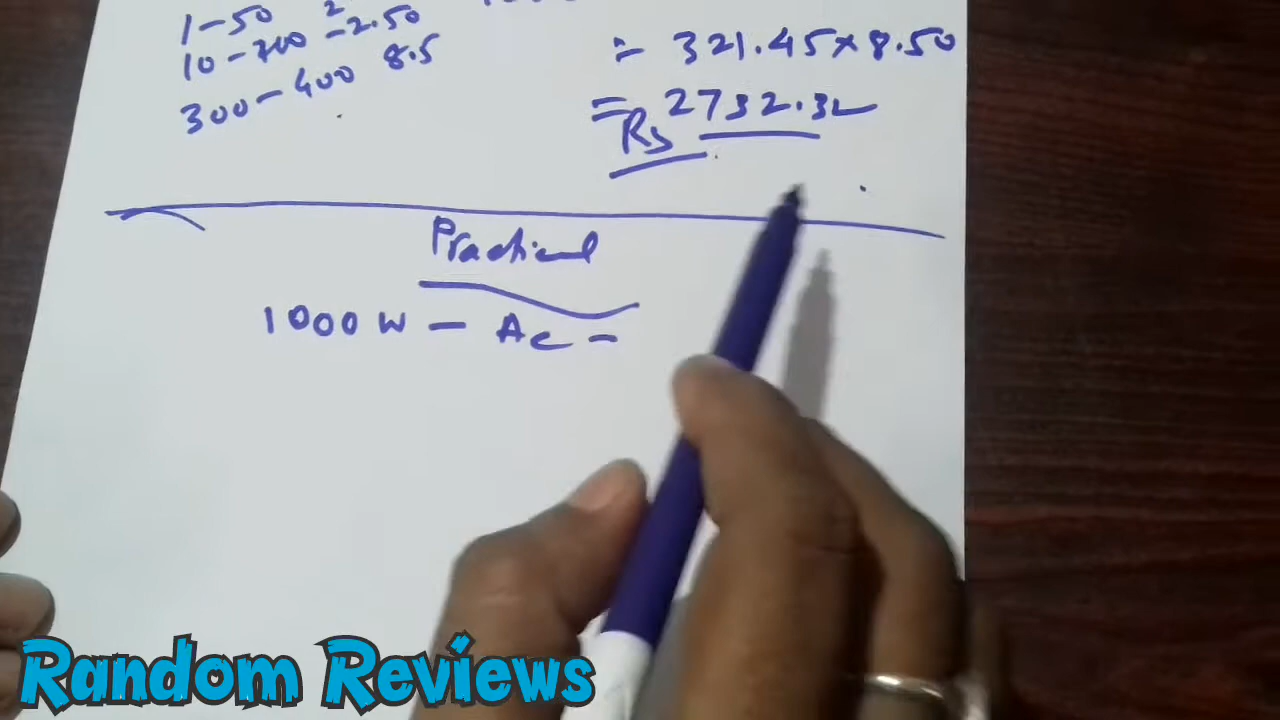 1-50 2
10-200 -2.50
300-400 8.5
= 321.45×8.50
= 2732.32
Rs
Practical
1000 W - Ac -
Random Reviews